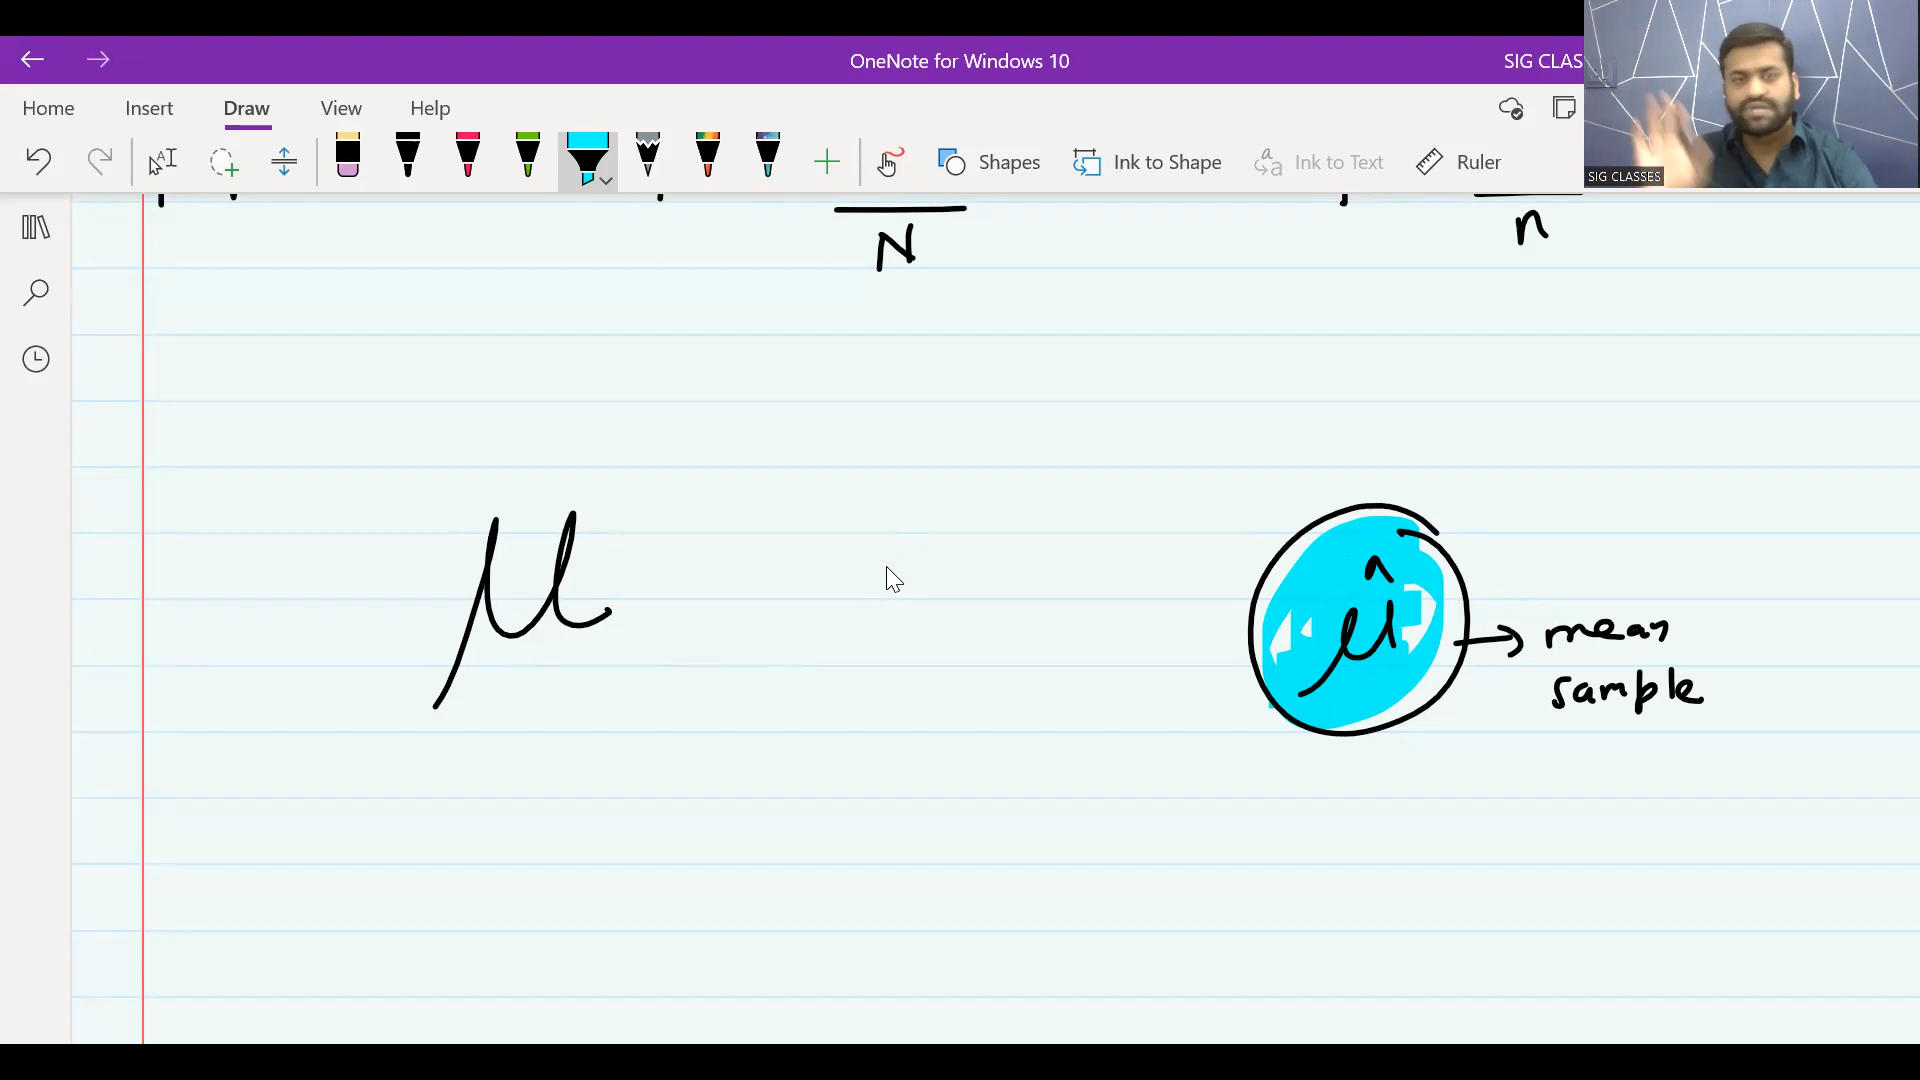 OneNote for Windows 10
SIG CLAS
Home Insert Draw View Help
Shapes Ink to Shape Ink to Text Ruler
SIG CLASSES
N
n
μ
μ̂
mean
sample